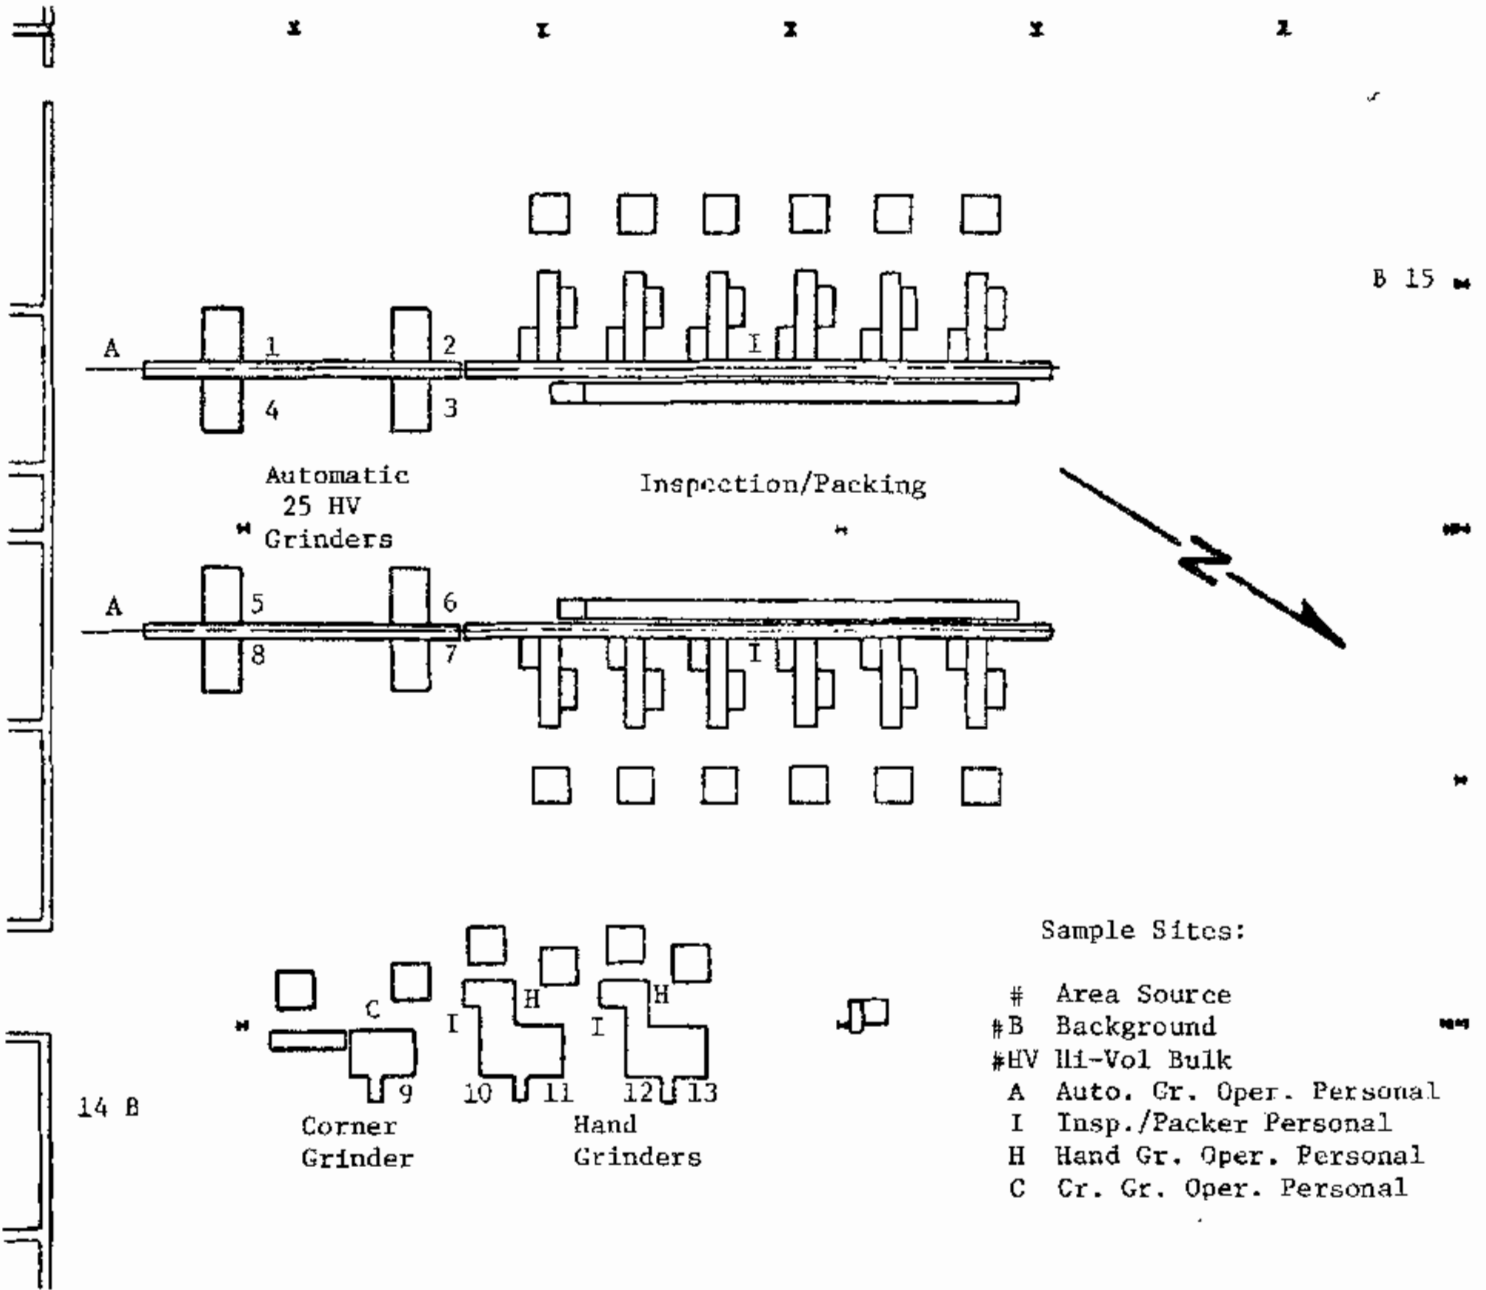 B 15
A
1
2
I
4
3
Automatic
25 HV
Grinders
Inspection/Packing
N
A
5
6
8
7
I
Sample Sites:
# Area Source
#B Background
#HV Hi-Vol Bulk
A Auto. Gr. Oper. Personal
I Insp./Packer Personal
H Hand Gr. Oper. Personal
C Cr. Gr. Oper. Personal
C
I
H
I
H
9
10
11
12
13
14 B
Corner
Grinder
Hand
Grinders